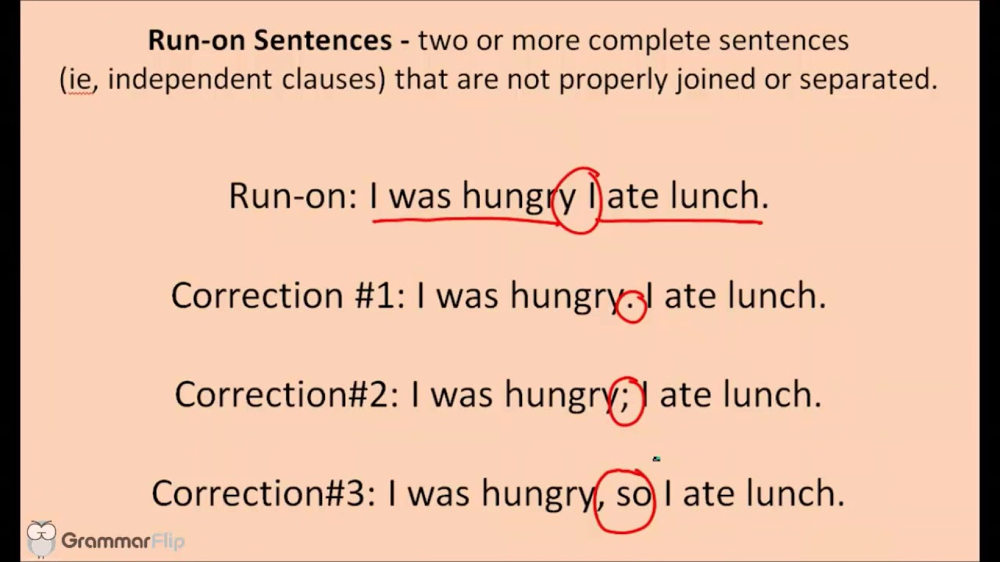 Run-on Sentences - two or more complete sentences
(ie, independent clauses) that are not properly joined or separated.
Run-on: I was hungry I ate lunch.
Correction #1: I was hungry. I ate lunch.
Correction#2: I was hungry; I ate lunch.
Correction#3: I was hungry, so I ate lunch.
GrammarFlip